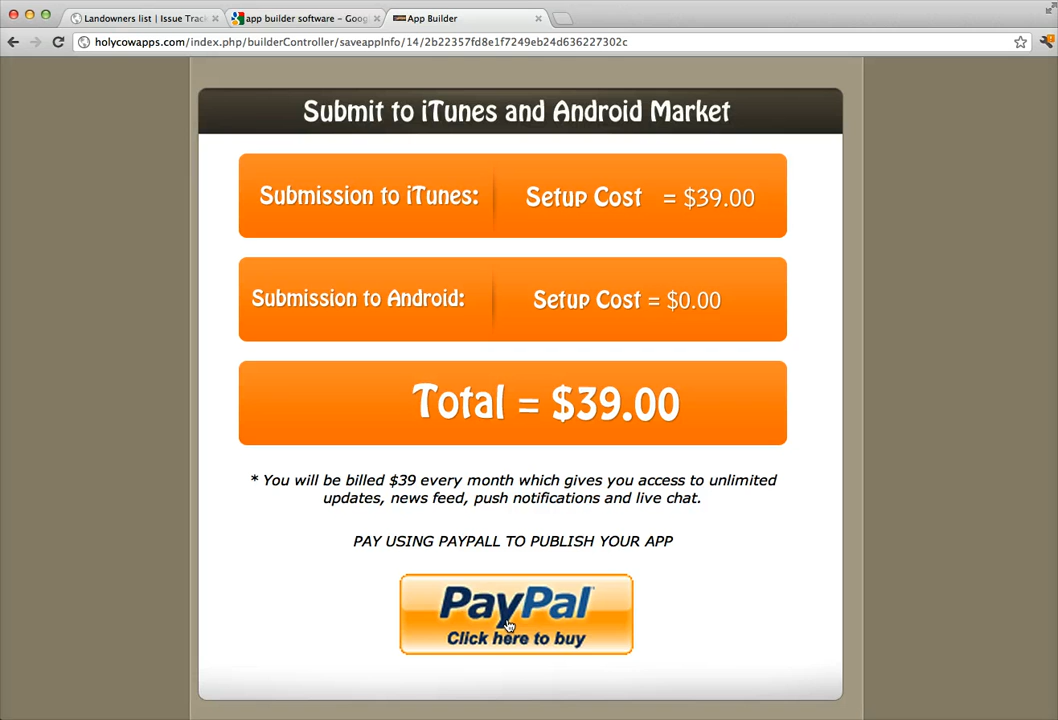 Landowners list | Issue Trac
app builder software - Goog
App Builder
holycowapps.com/index.php/builderController/saveappInfo/14/2b22357fd8e1f7249eb24d636227302c
Submit to iTunes and Android Market
Submission to iTunes: Setup Cost = $39.00
Submission to Android: Setup Cost = $0.00
Total = $39.00
* You will be billed $39 every month which gives you access to unlimited
updates, news feed, push notifications and live chat.
PAY USING PAYPALL TO PUBLISH YOUR APP
PayPal
Click here to buy